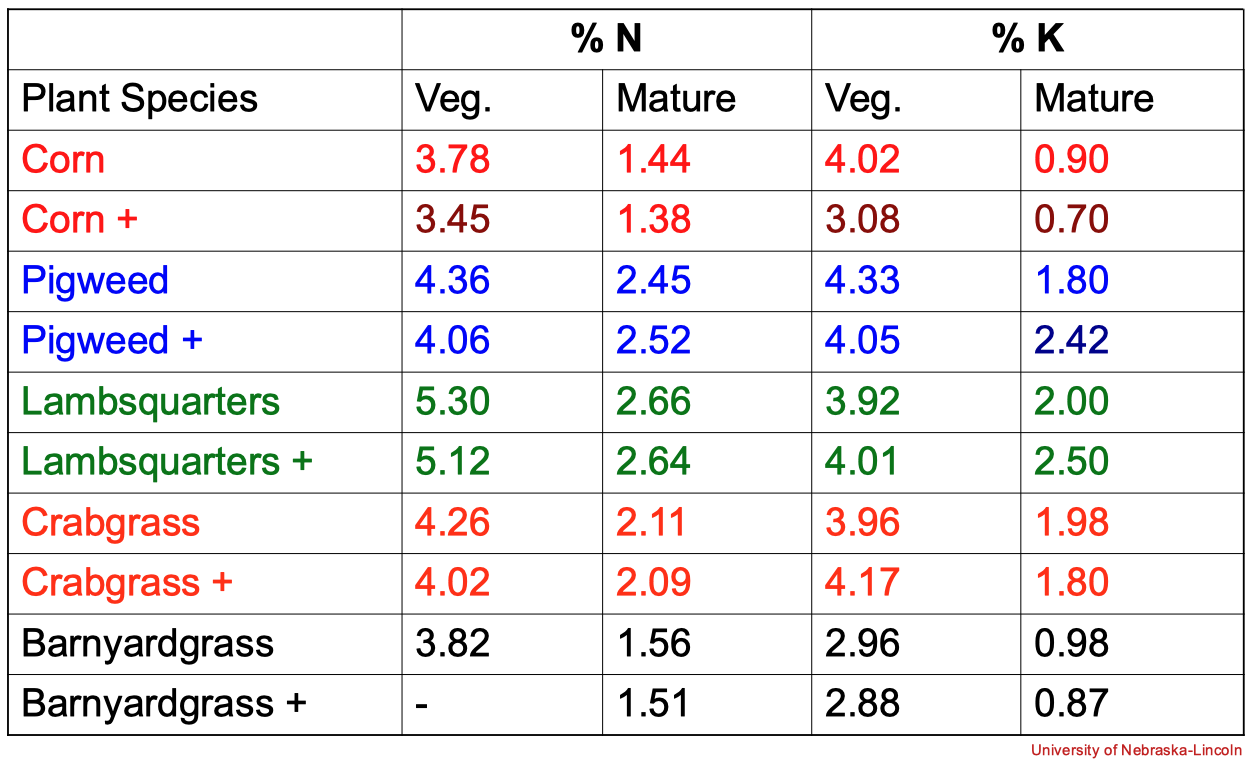 % N % K
Plant Species Veg. Mature Veg. Mature
Corn 3.78 1.44 4.02 0.90
Corn + 3.45 1.38 3.08 0.70
Pigweed 4.36 2.45 4.33 1.80
Pigweed + 4.06 2.52 4.05 2.42
Lambsquarters 5.30 2.66 3.92 2.00
Lambsquarters + 5.12 2.64 4.01 2.50
Crabgrass 4.26 2.11 3.96 1.98
Crabgrass + 4.02 2.09 4.17 1.80
Barnyardgrass 3.82 1.56 2.96 0.98
Barnyardgrass + - 1.51 2.88 0.87
University of Nebraska-Lincoln